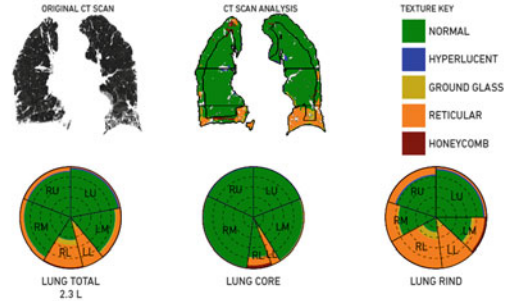 ORIGINAL CT SCAN
CT SCAN ANALYSIS
TEXTURE KEY
NORMAL
HYPERLUCENT
GROUND GLASS
RETICULAR
HONEYCOMB
RU LU
RM LM
RL LL
LUNG TOTAL
2.3 L
RU LU
RM LM
RL LL
LUNG CORE
RU LU
RM LM
RL LL
LUNG RIND